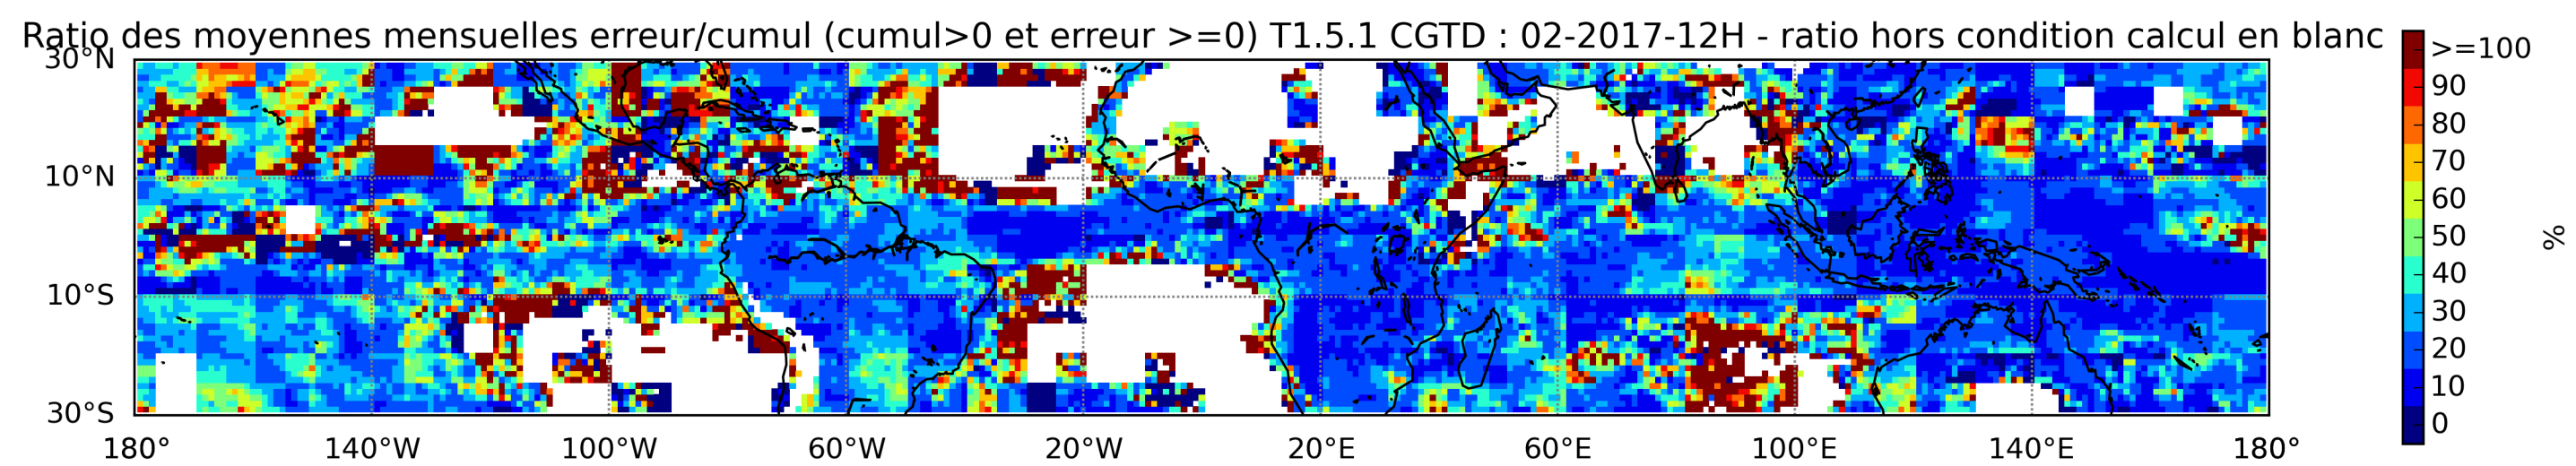 Ratio des moyennes mensuelles erreur/cumul (cumul>0 et erreur >=0) T1.5.1 CGTD : 02-2017-12H - ratio hors condition calcul en blanc
30°N
10°N
10°S
30°S
180°
140°W
100°W
60°W
20°W
20°E
60°E
100°E
140°E
180°
>=100
90
80
70
60
50
40
30
20
10
0
%